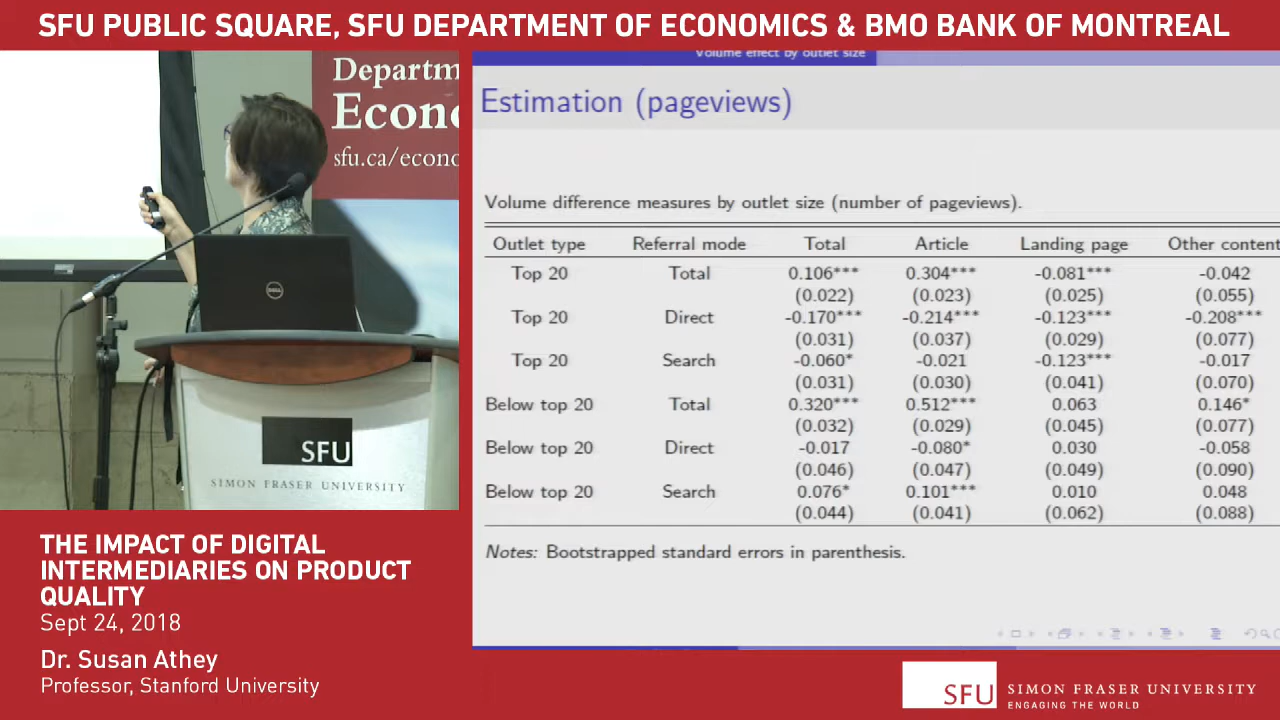 SFU PUBLIC SQUARE, SFU DEPARTMENT OF ECONOMICS & BMO BANK OF MONTREAL
Departm
Econo
sfu.ca/econo
DELL
SFU
SIMON FRASER UNIVERSITY
Volume effect by outlet size
Estimation (pageviews)
Volume difference measures by outlet size (number of pageviews).
Outlet type Referral mode Total Article Landing page Other content
Top 20 Total 0.106*** 0.304*** -0.081*** -0.042
(0.022) (0.023) (0.025) (0.055)
Top 20 Direct -0.170*** -0.214*** -0.123*** -0.208***
(0.031) (0.037) (0.029) (0.077)
Top 20 Search -0.060* -0.021 -0.123*** -0.017
(0.031) (0.030) (0.041) (0.070)
Below top 20 Total 0.320*** 0.512*** 0.063 0.146*
(0.032) (0.029) (0.045) (0.077)
Below top 20 Direct -0.017 -0.080* 0.030 -0.058
(0.046) (0.047) (0.049) (0.090)
Below top 20 Search 0.076* 0.101*** 0.010 0.048
(0.044) (0.041) (0.062) (0.088)
Notes: Bootstrapped standard errors in parenthesis.
THE IMPACT OF DIGITAL
INTERMEDIARIES ON PRODUCT
QUALITY
Sept 24, 2018
Dr. Susan Athey
Professor, Stanford University
SFU
SIMON FRASER UNIVERSITY
ENGAGING THE WORLD